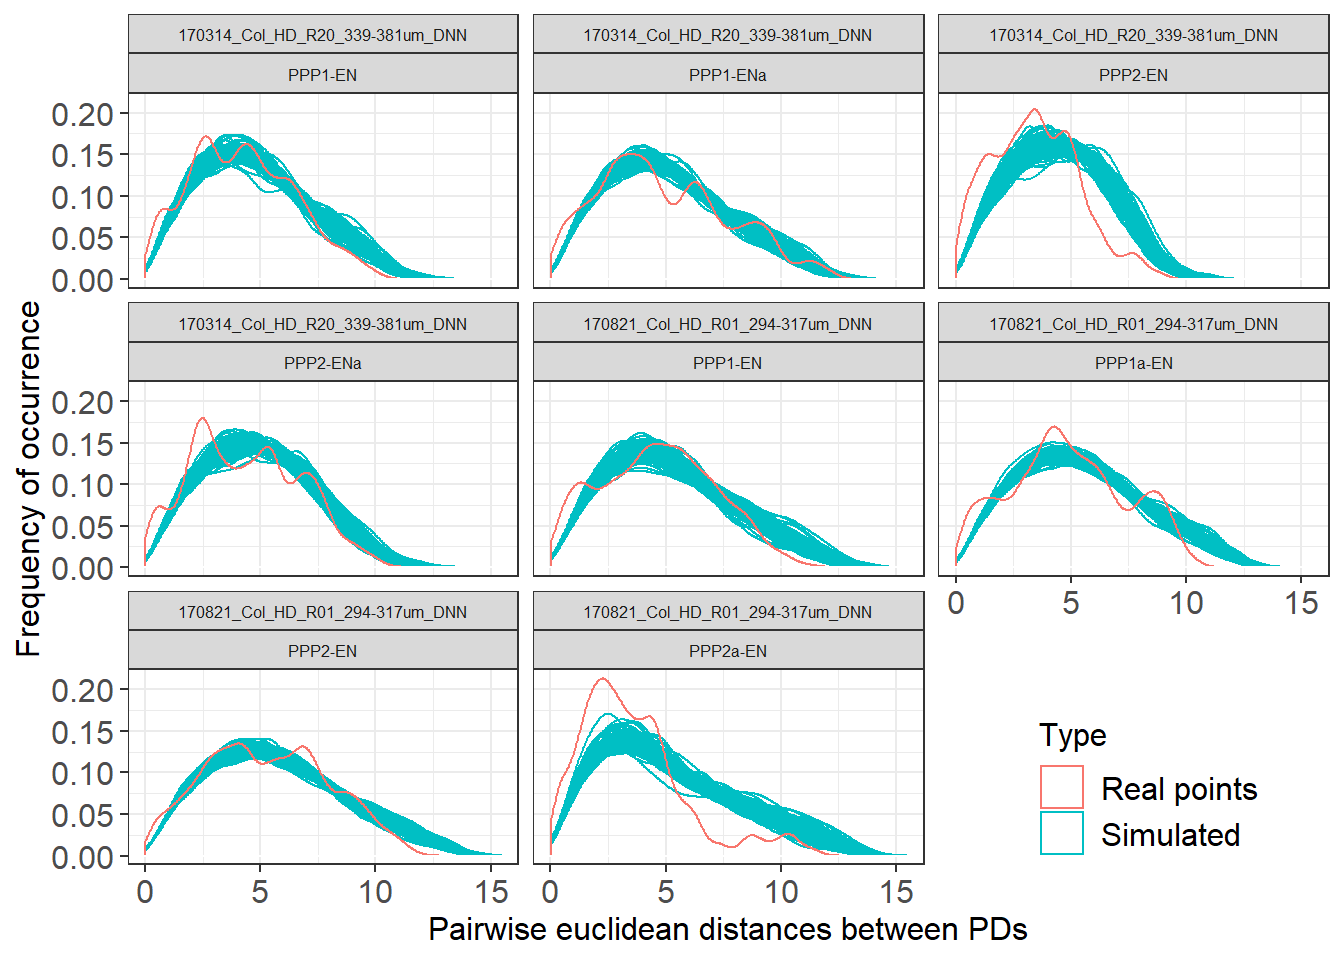 170314_Col_HD_R20_339-381um_DNN
170314_Col_HD_R20_339-381um_DNN
170314_Col_HD_R20_339-381um_DNN
PPP1-EN
PPP1-ENa
PPP2-EN
0.20
0.15
0.10
0.05
0.00
170314_Col_HD_R20_339-381um_DNN
170821_Col_HD_R01_294-317um_DNN
170821_Col_HD_R01_294-317um_DNN
PPP2-ENa
PPP1-EN
PPP1a-EN
0.20
0.15
0.10
0.05
0.00
0 5 10 15
170821_Col_HD_R01_294-317um_DNN
170821_Col_HD_R01_294-317um_DNN
PPP2-EN
PPP2a-EN
0.20
0.15
0.10
0.05
0.00
0 5 10 15
0 5 10 15
Frequency of occurrence
Pairwise euclidean distances between PDs
Type
Real points
Simulated